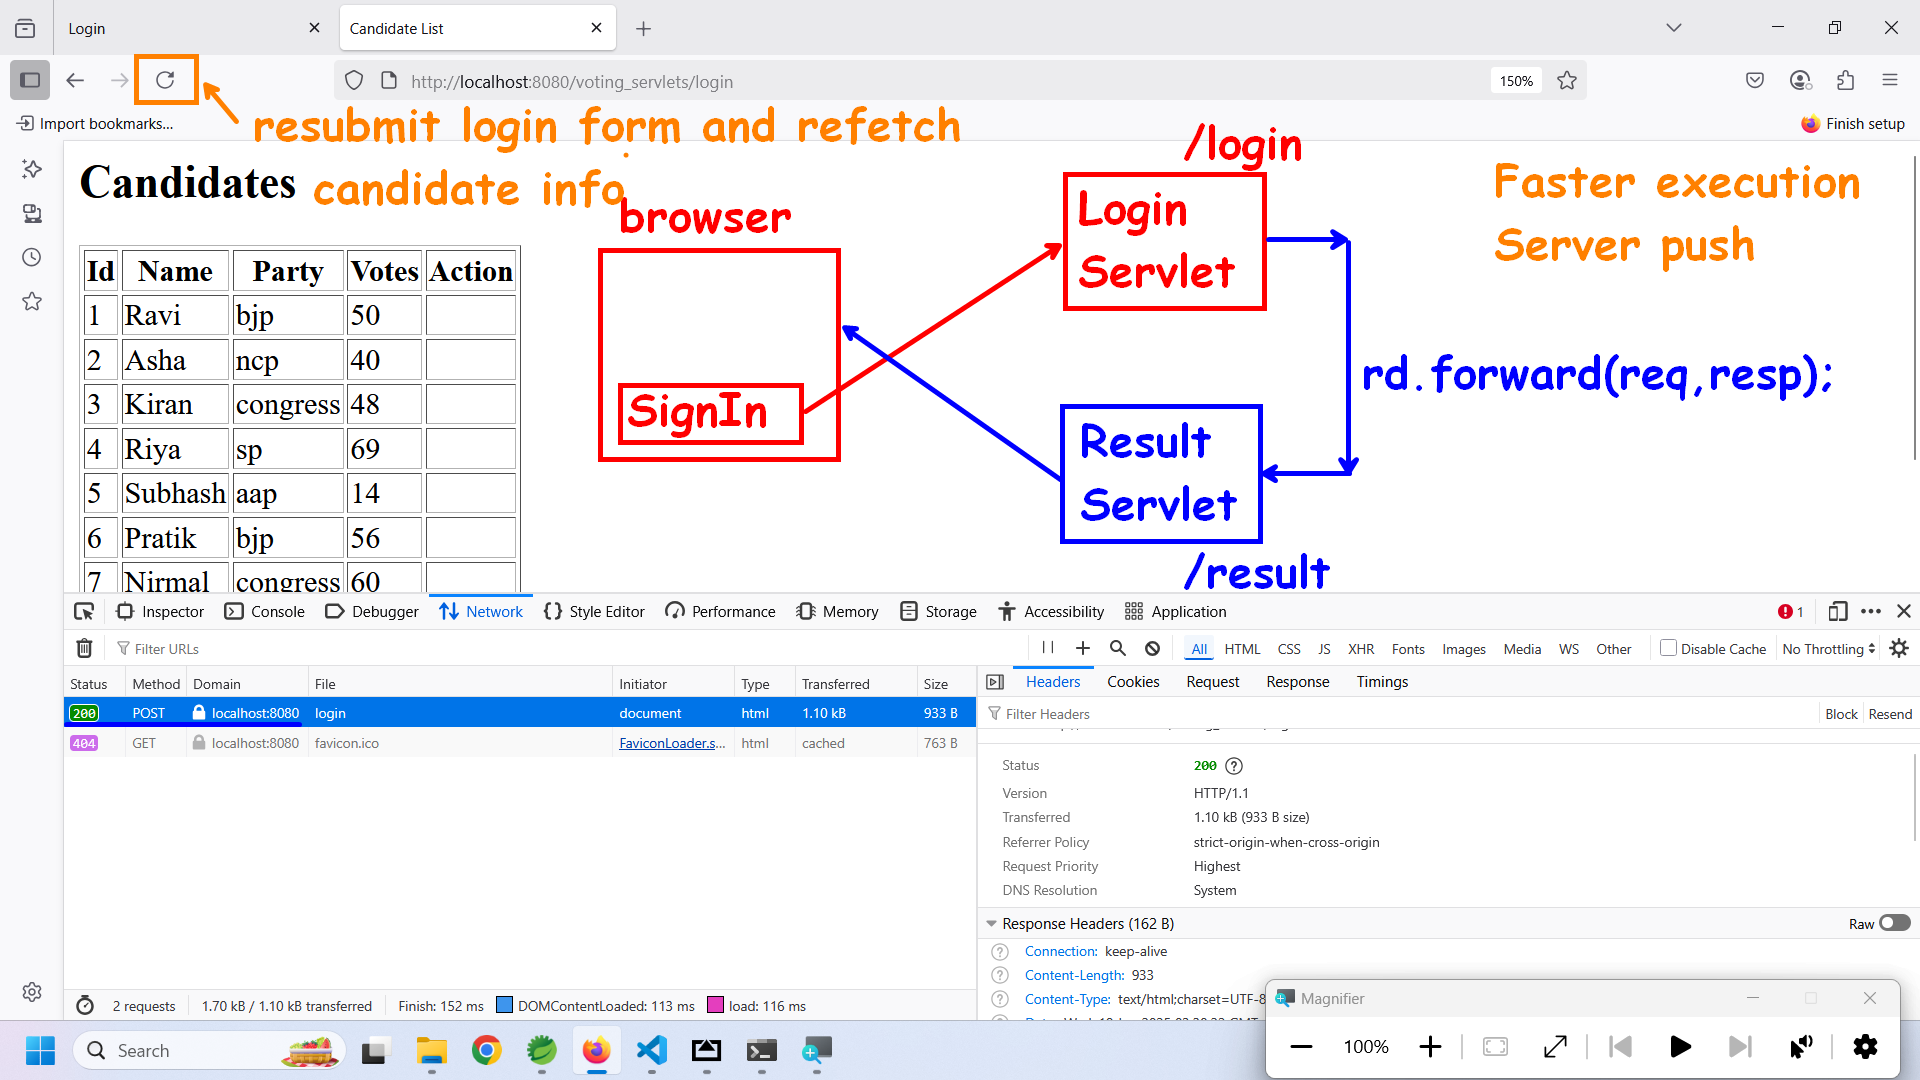 Login
Candidate List
http://localhost:8080/voting_servlets/login
150%
Import bookmarks...
Finish setup
resubmit login form and refetch
candidate info
Candidates
browser
/login
Login
Servlet
Faster execution
Server push
SignIn
rd.forward(req,resp);
Result
Servlet
/result
Id Name Party Votes Action
1 Ravi bjp 50
2 Asha ncp 40
3 Kiran congress 48
4 Riya sp 69
5 Subhash aap 14
6 Pratik bjp 56
7 Nirmal congress 60
Inspector Console Debugger Network Style Editor Performance Memory Storage Accessibility Application 1
Filter URLs
All HTML CSS JS XHR Fonts Images Media WS Other Disable Cache No Throttling
Status Method Domain File Initiator Type Transferred Size
200 POST localhost:8080 login document html 1.10 kB 933 B
404 GET localhost:8080 favicon.ico FaviconLoader.s... html cached 763 B
Headers Cookies Request Response Timings
Filter Headers Block Resend
Status 200
Version HTTP/1.1
Transferred 1.10 kB (933 B size)
Referrer Policy strict-origin-when-cross-origin
Request Priority Highest
DNS Resolution System
Response Headers (162 B) Raw
Connection: keep-alive
Content-Length: 933
Content-Type: text/html;charset=UTF-8
2 requests 1.70 kB / 1.10 kB transferred Finish: 152 ms DOMContentLoaded: 113 ms load: 116 ms
Magnifier
100%
Search